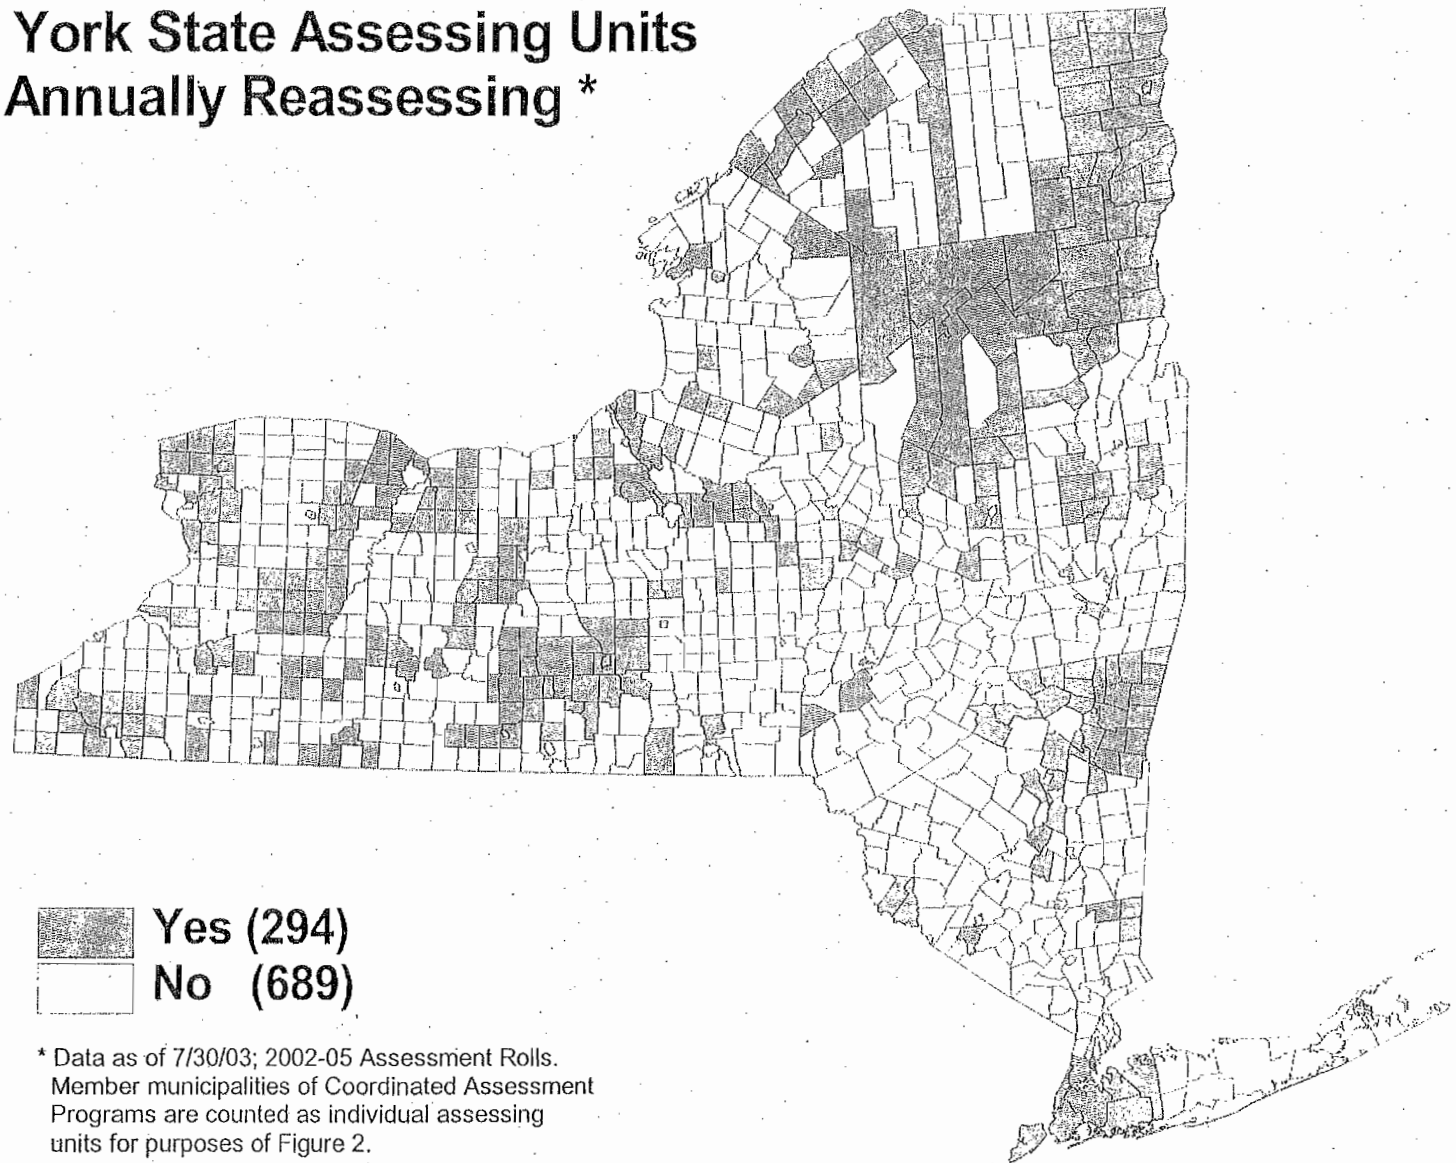 York State Assessing Units
Annually Reassessing *
Yes (294)
No (689)
* Data as of 7/30/03; 2002-05 Assessment Rolls.
Member municipalities of Coordinated Assessment
Programs are counted as individual assessing
units for purposes of Figure 2.